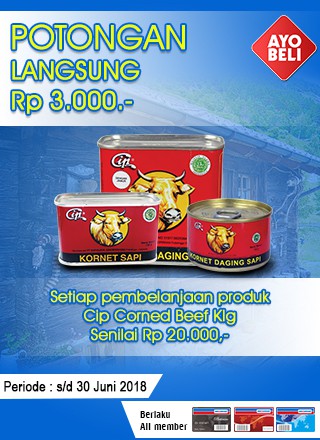 POTONGAN
LANGSUNG
Rp 3.000.-
AYO
BELI
Cip
Cip
KORNET SAPI
DAGING
KORNET DAGING SAPI
Setiap pembelanjaan produk
Cip Corned Beef Klg
Senilai Rp 20.000,-
Periode : s/d 30 Juni 2018
Berlaku
All member